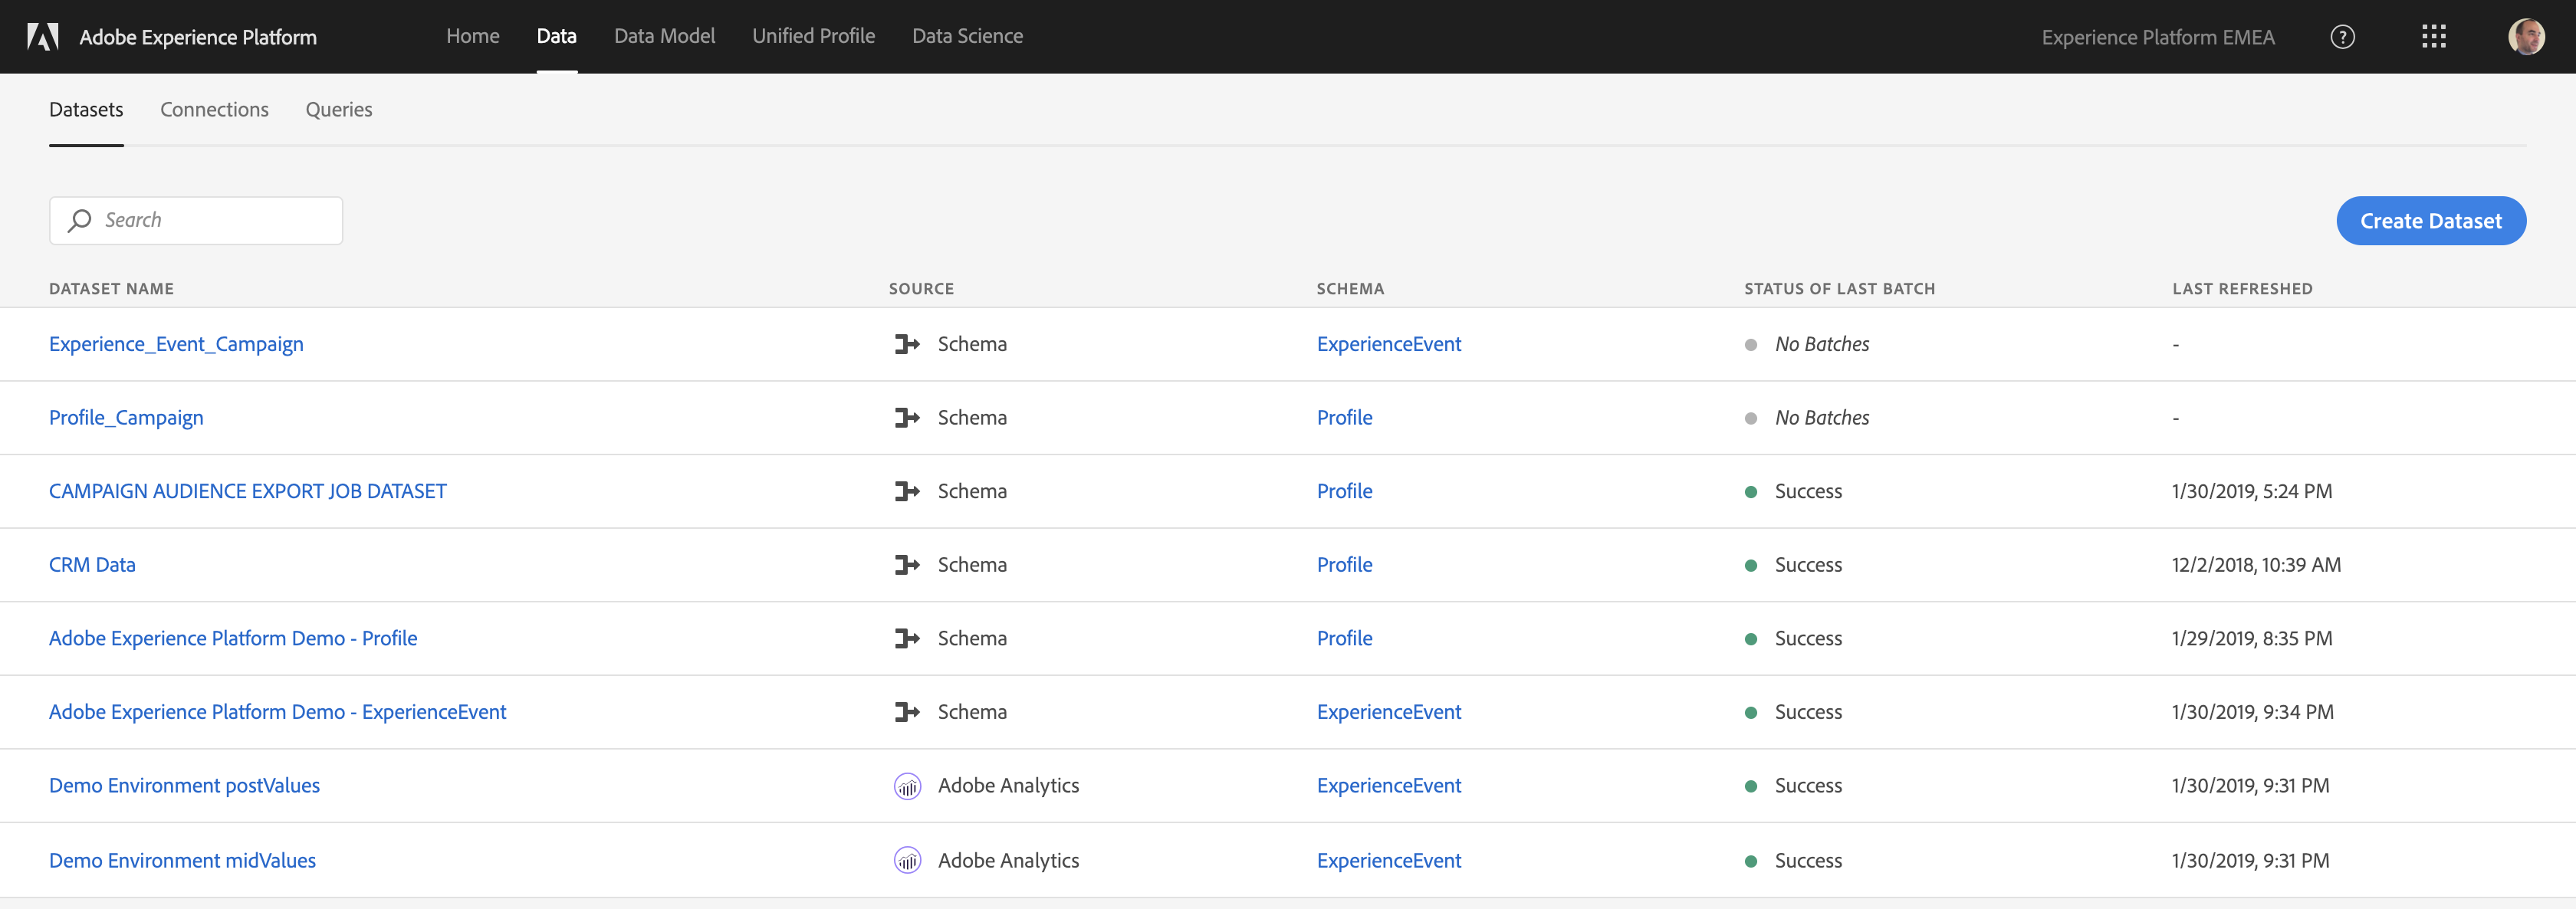 Adobe Experience Platform Home Data Data Model Unified Profile Data Science Experience Platform EMEA ?
Datasets Connections Queries
Search Create Dataset
DATASET NAME SOURCE SCHEMA STATUS OF LAST BATCH LAST REFRESHED
Experience_Event_Campaign Schema ExperienceEvent No Batches -
Profile_Campaign Schema Profile No Batches -
CAMPAIGN AUDIENCE EXPORT JOB DATASET Schema Profile Success 1/30/2019, 5:24 PM
CRM Data Schema Profile Success 12/2/2018, 10:39 AM
Adobe Experience Platform Demo - Profile Schema Profile Success 1/29/2019, 8:35 PM
Adobe Experience Platform Demo - ExperienceEvent Schema ExperienceEvent Success 1/30/2019, 9:34 PM
Demo Environment postValues Adobe Analytics ExperienceEvent Success 1/30/2019, 9:31 PM
Demo Environment midValues Adobe Analytics ExperienceEvent Success 1/30/2019, 9:31 PM